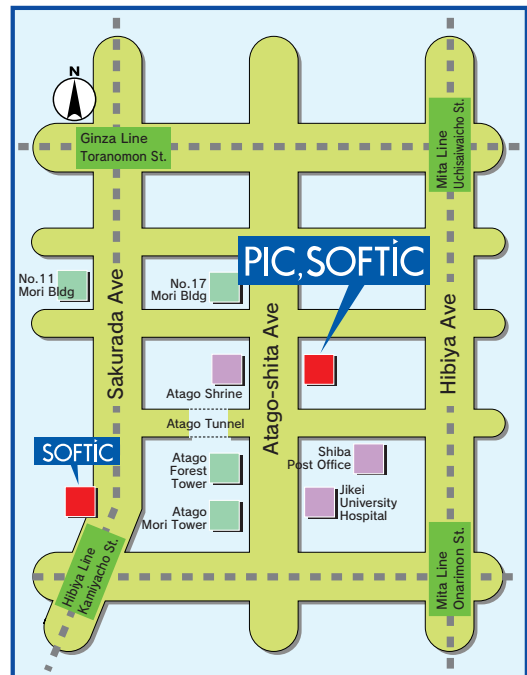 N
Ginza Line
Toranomon St.
Mita Line
Uchisaiwaicho St.
PIC,SOFTIC
No.11
Mori Bldg
Sakurada Ave
No.17
Mori Bldg
Atago-shita Ave
Hibiya Ave
Atago Shrine
Atago Tunnel
SOFTIC
Atago
Forest
Tower
Shiba
Post Office
Atago
Mori Tower
Jikei
University
Hospital
Hibiya Line
Kamiyacho St.
Mita Line
Onarimon St.